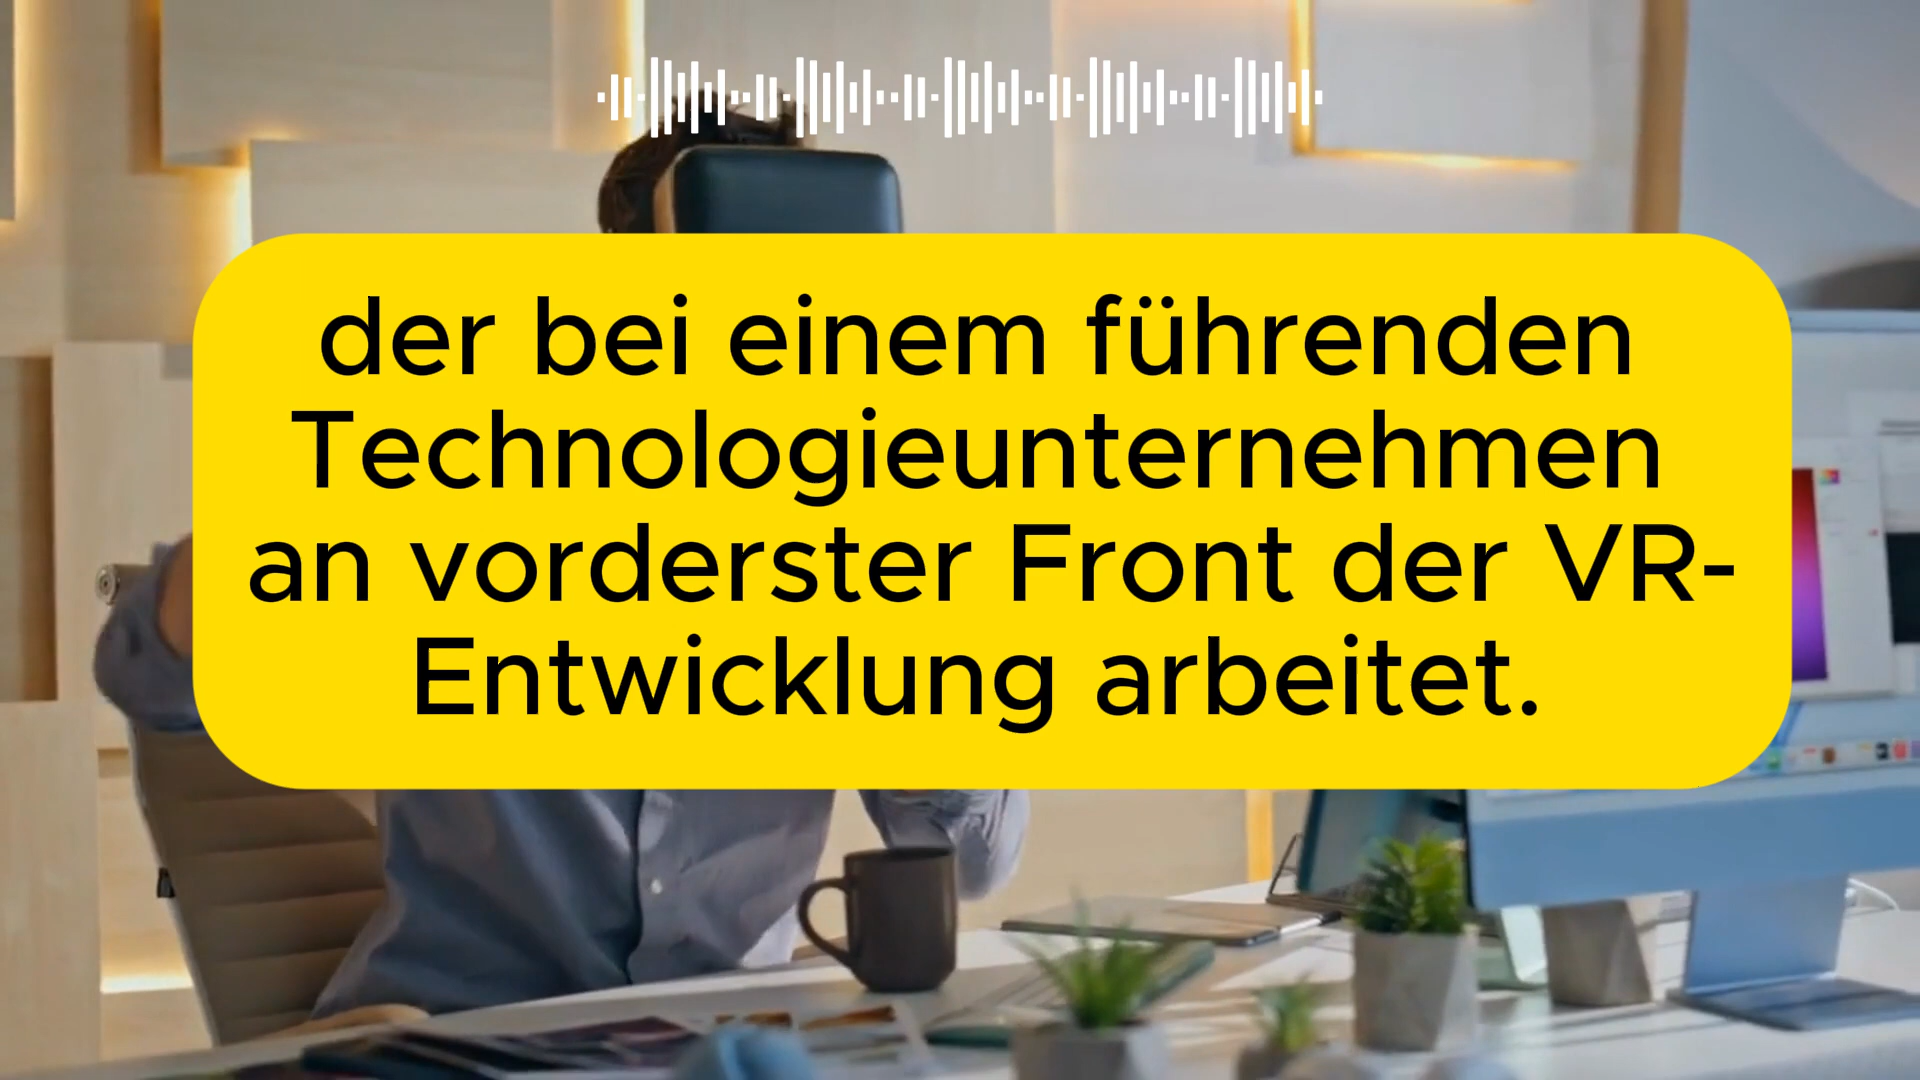 der bei einem führenden
Technologieunternehmen
an vorderster Front der VR-
Entwicklung arbeitet.